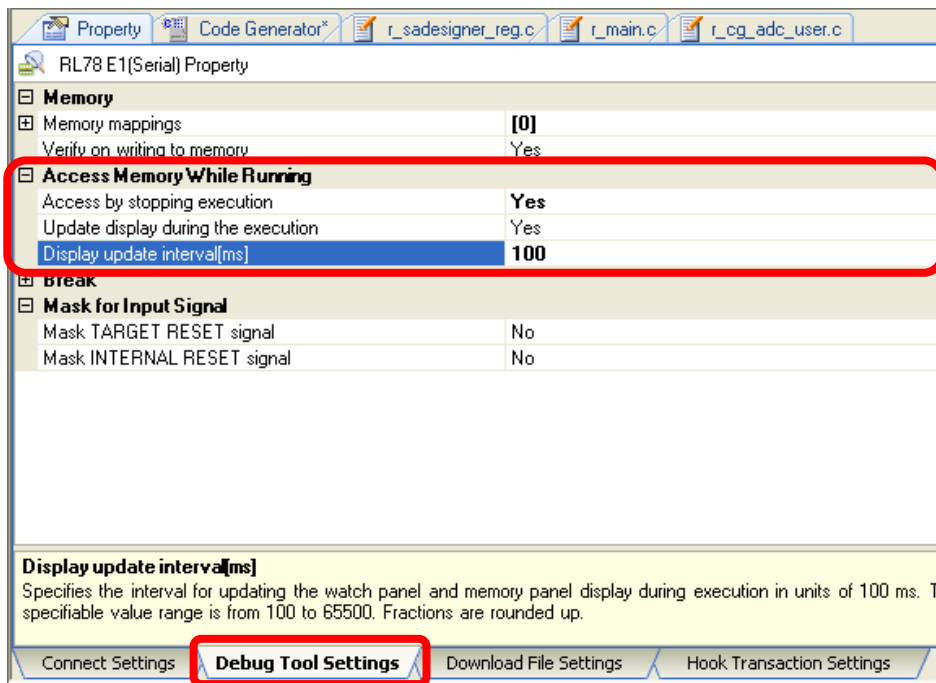 Property Code Generator* r_sadesigner_reg.c r_main.c r_cg_adc_user.c
RL78 E1(Serial) Property
Memory
Memory mappings [0]
Verify on writing to memory Yes
Access Memory While Running
Access by stopping execution Yes
Update display during the execution Yes
Display update interval[ms] 100
Break
Mask for Input Signal
Mask TARGET RESET signal No
Mask INTERNAL RESET signal No
Display update interval[ms]
Specifies the interval for updating the watch panel and memory panel display during execution in units of 100 ms. T
specifiable value range is from 100 to 65500. Fractions are rounded up.
Connect Settings Debug Tool Settings Download File Settings Hook Transaction Settings